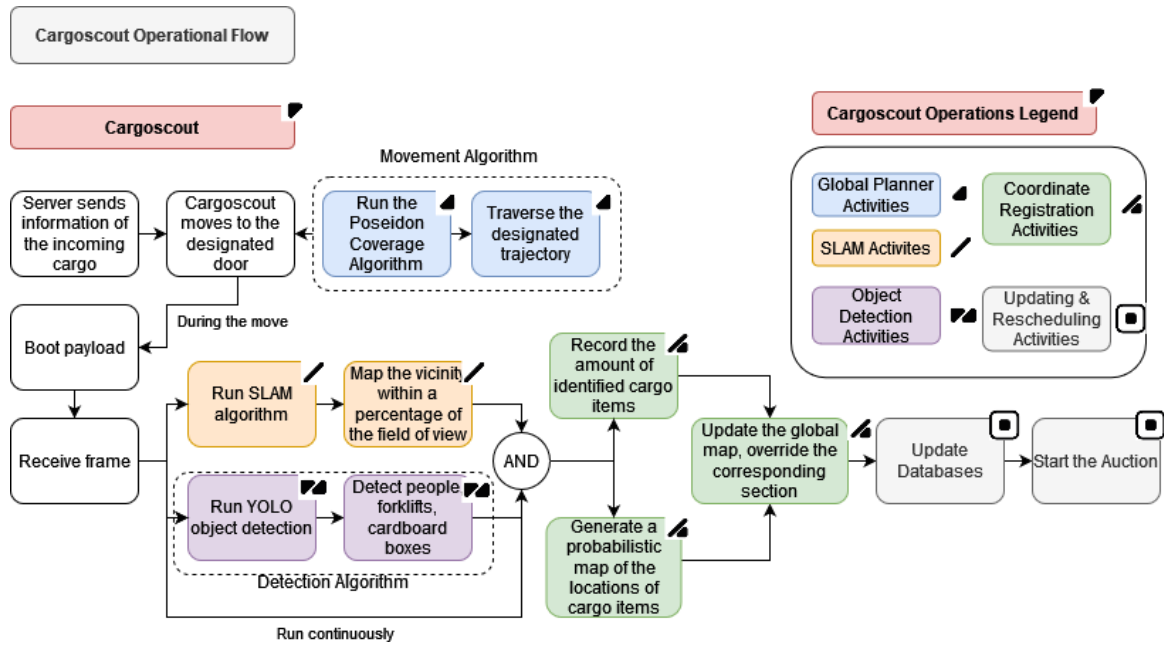 Cargoscout Operational Flow
Cargoscout
Cargoscout Operations Legend
Movement Algorithm
Server sends
information of
the incoming
cargo
Cargoscout
moves to the
designated
door
Run the
Poseidon
Coverage
Algorithm
Traverse the
designated
trajectory
Global Planner
Activities
Coordinate
Registration
Activities
SLAM Activites
Object
Detection
Activities
Updating &
Rescheduling
Activities
During the move
Boot payload
Run SLAM
algorithm
Map the vicinity
within a
percentage of
the field of view
Record the
amount of
identified cargo
items
Receive frame
AND
Update the global
map, override the
corresponding
section
Update
Databases
Start the Auction
Run YOLO
object detection
Detect people,
forklifts,
cardboard
boxes
Detection Algorithm
Generate a
probabilistic
map of the
locations of
cargo items
Run continuously